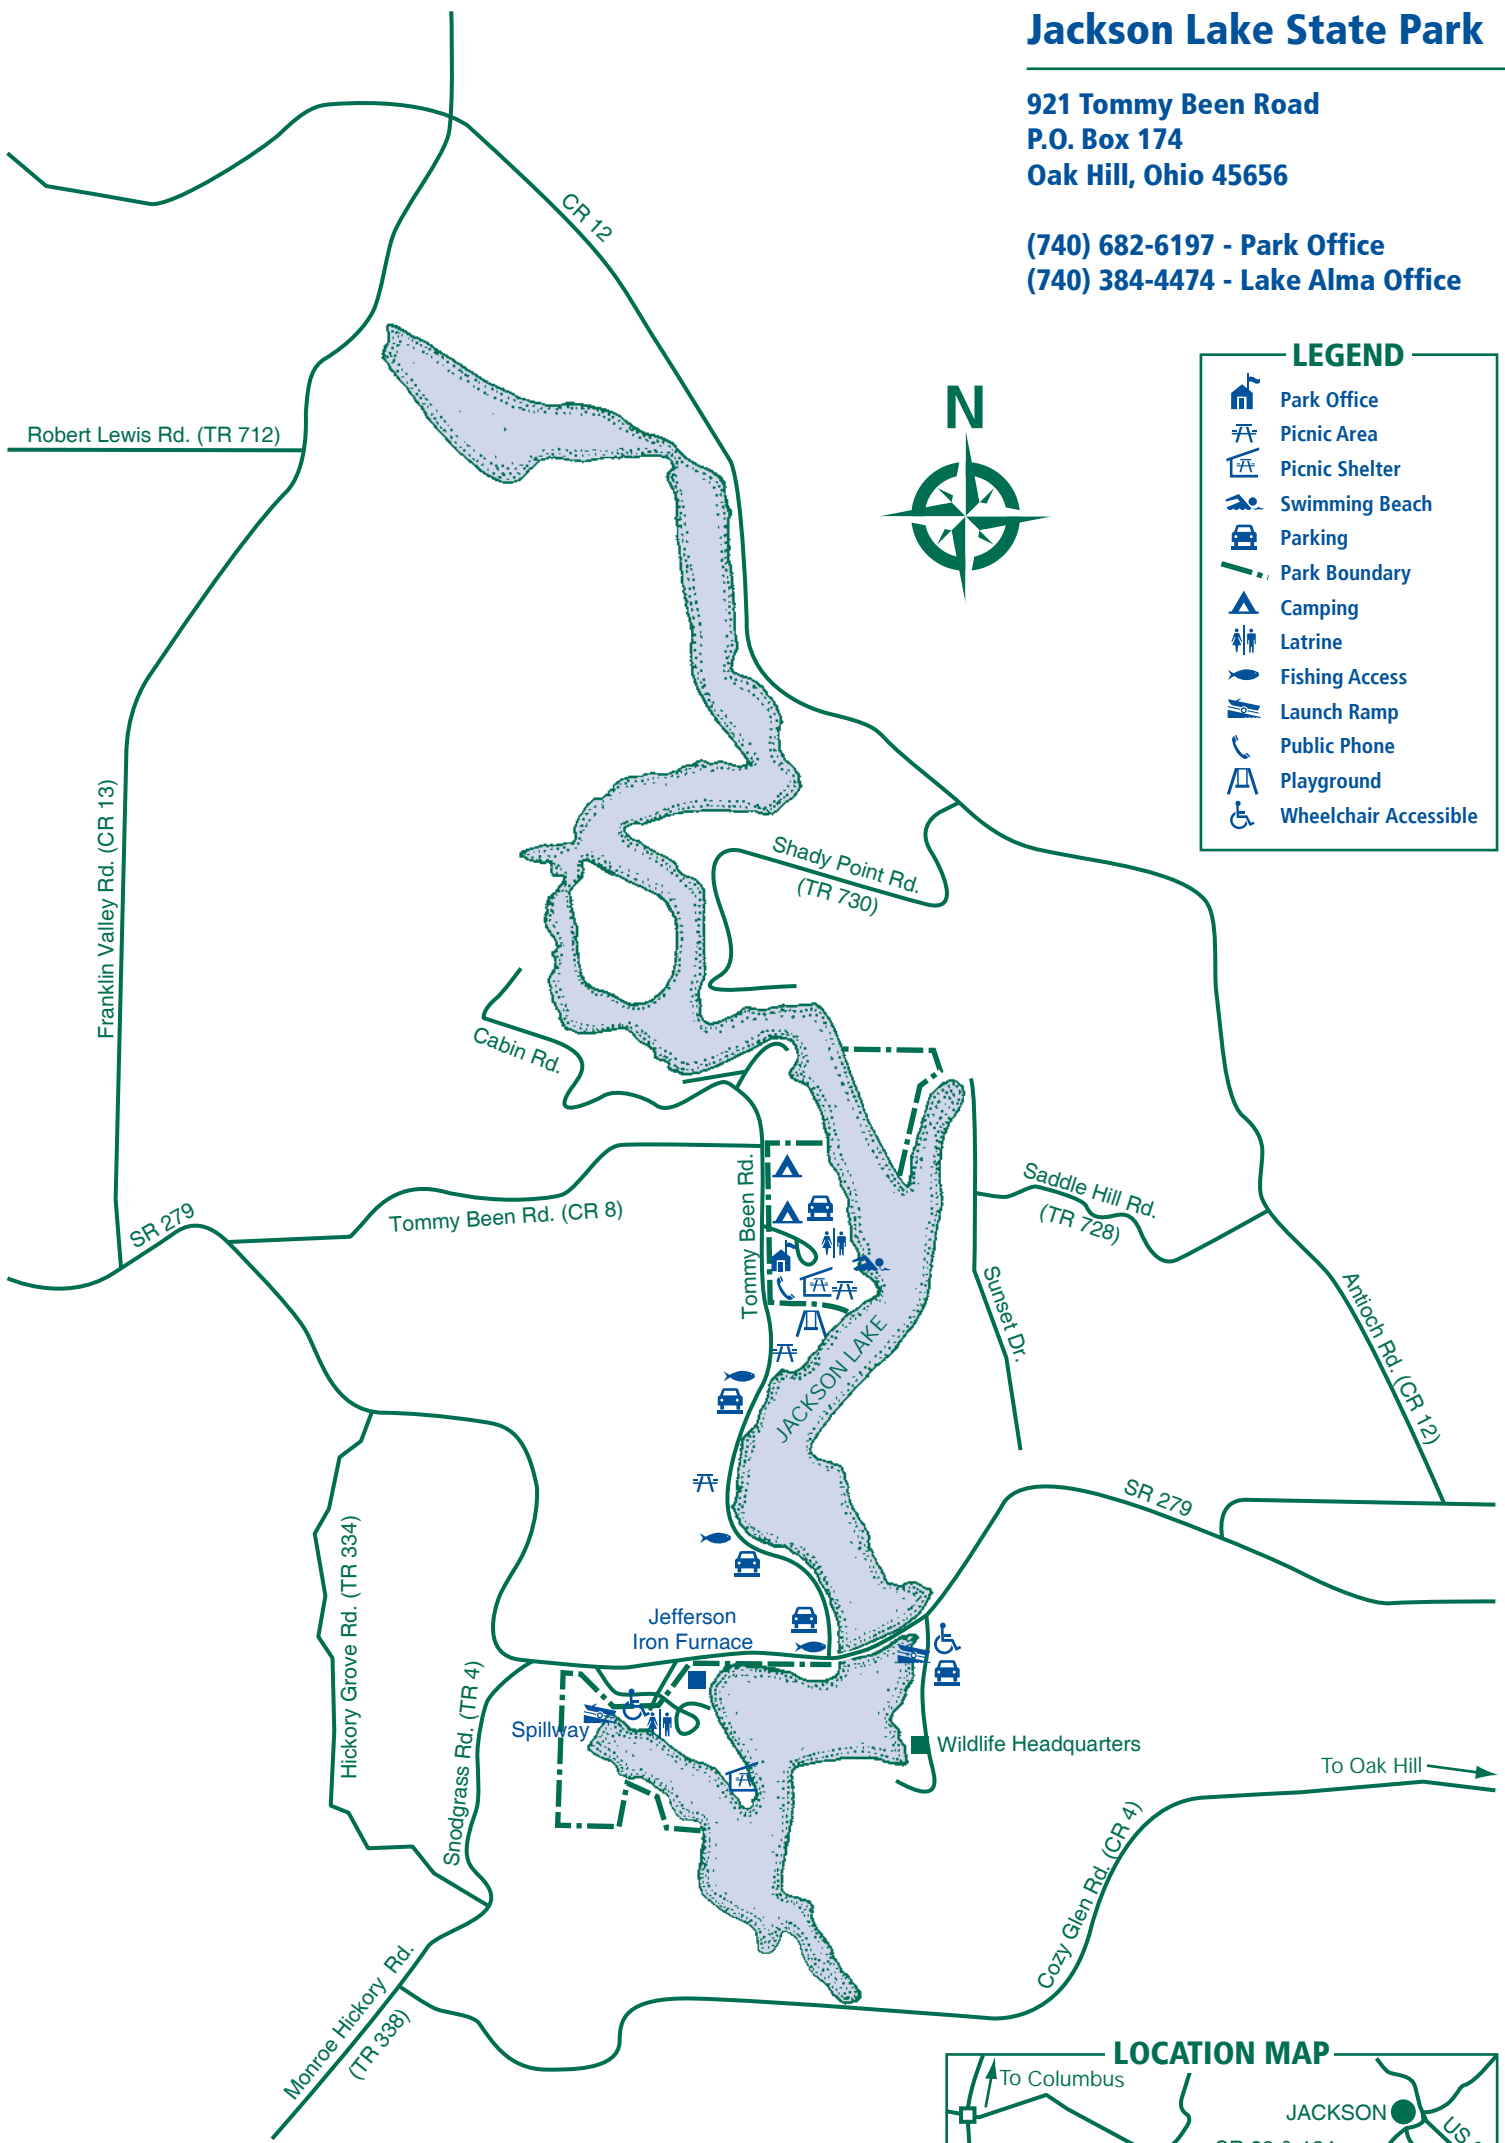 Jackson Lake State Park
921 Tommy Been Road
P.O. Box 174
Oak Hill, Ohio 45656
(740) 682-6197 - Park Office
(740) 384-4474 - Lake Alma Office
LEGEND
Park Office
Picnic Area
Picnic Shelter
Swimming Beach
Parking
Park Boundary
Camping
Latrine
Fishing Access
Launch Ramp
Public Phone
Playground
Wheelchair Accessible
N
CR 12
Robert Lewis Rd. (TR 712)
Franklin Valley Rd. (CR 13)
Shady Point Rd.
(TR 730)
Cabin Rd.
SR 279
Tommy Been Rd. (CR 8)
Tommy Been Rd.
Saddle Hill Rd.
(TR 728)
Sunset Dr.
Antioch Rd. (CR 12)
JACKSON LAKE
SR 279
Hickory Grove Rd. (TR 334)
Jefferson
Iron Furnace
Snodgrass Rd. (TR 4)
Spillway
Wildlife Headquarters
To Oak Hill
Cozy Glen Rd. (CR 4)
Monroe Hickory Rd.
(TR 338)
LOCATION MAP
To Columbus
JACKSON
US